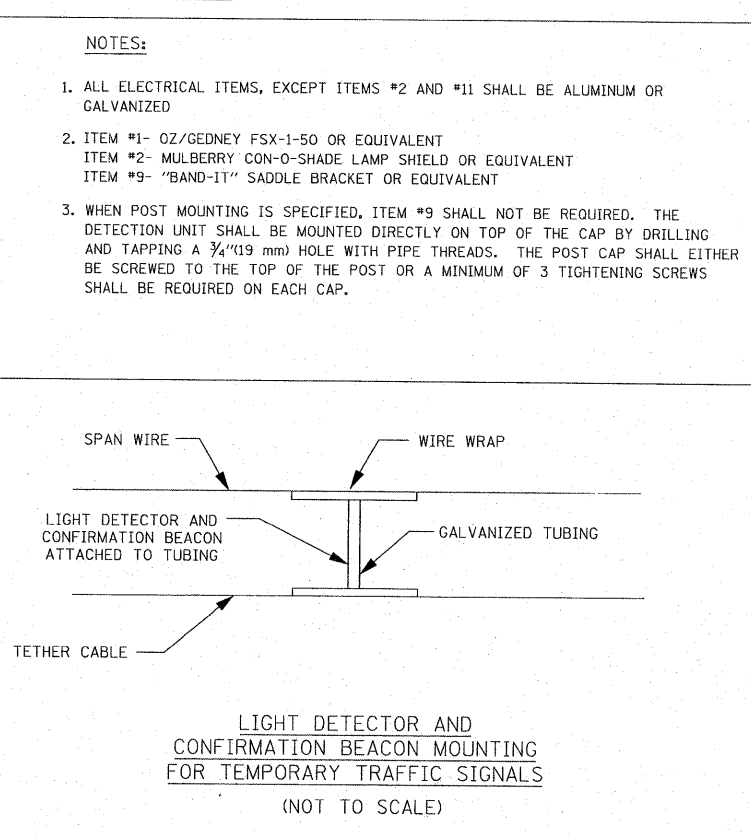 NOTES:
1. ALL ELECTRICAL ITEMS, EXCEPT ITEMS #2 AND #11 SHALL BE ALUMINUM OR
GALVANIZED
2. ITEM #1- OZ/GEDNEY FSX-1-50 OR EQUIVALENT
ITEM #2- MULBERRY CON-O-SHADE LAMP SHIELD OR EQUIVALENT
ITEM #9- "BAND-IT" SADDLE BRACKET OR EQUIVALENT
3. WHEN POST MOUNTING IS SPECIFIED, ITEM #9 SHALL NOT BE REQUIRED. THE
DETECTION UNIT SHALL BE MOUNTED DIRECTLY ON TOP OF THE CAP BY DRILLING
AND TAPPING A ¾"(19 mm) HOLE WITH PIPE THREADS. THE POST CAP SHALL EITHER
BE SCREWED TO THE TOP OF THE POST OR A MINIMUM OF 3 TIGHTENING SCREWS
SHALL BE REQUIRED ON EACH CAP.
SPAN WIRE
WIRE WRAP
LIGHT DETECTOR AND
CONFIRMATION BEACON
ATTACHED TO TUBING
GALVANIZED TUBING
TETHER CABLE
LIGHT DETECTOR AND
CONFIRMATION BEACON MOUNTING
FOR TEMPORARY TRAFFIC SIGNALS
(NOT TO SCALE)